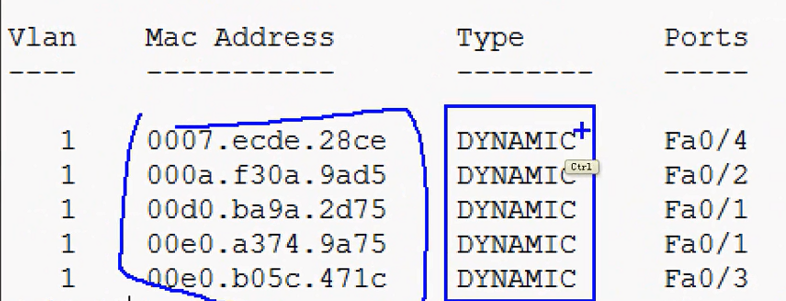 Vlan Mac Address Type Ports
---- ----------- -------- -----
1 0007.ecde.28ce DYNAMIC Fa0/4
Ctrl
1 000a.f30a.9ad5 DYNAMIC Fa0/2
1 00d0.ba9a.2d75 DYNAMIC Fa0/1
1 00e0.a374.9a75 DYNAMIC Fa0/1
1 00e0.b05c.471c DYNAMIC Fa0/3